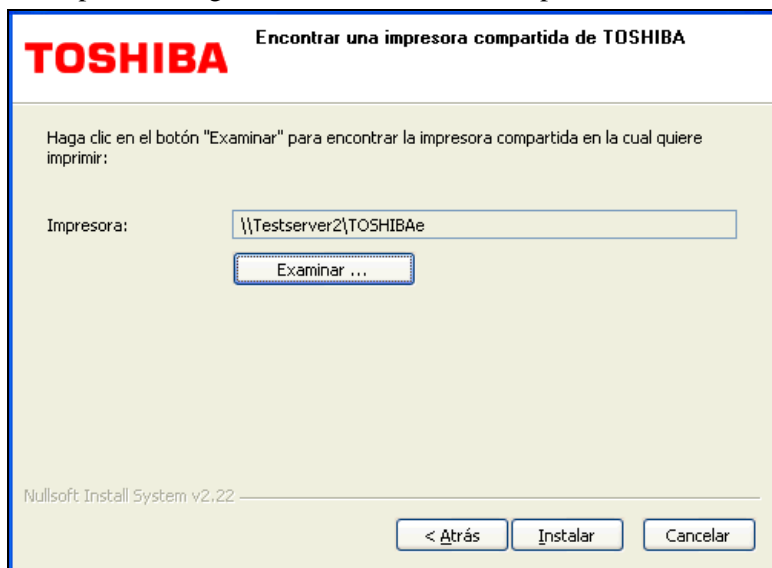 TOSHIBA
Encontrar una impresora compartida de TOSHIBA
Haga clic en el botón "Examinar" para encontrar la impresora compartida en la cual quiere
imprimir:
Impresora:
\\Testserver2\TOSHIBAe
Examinar ...
Nullsoft Install System v2.22
< Atrás
Instalar
Cancelar